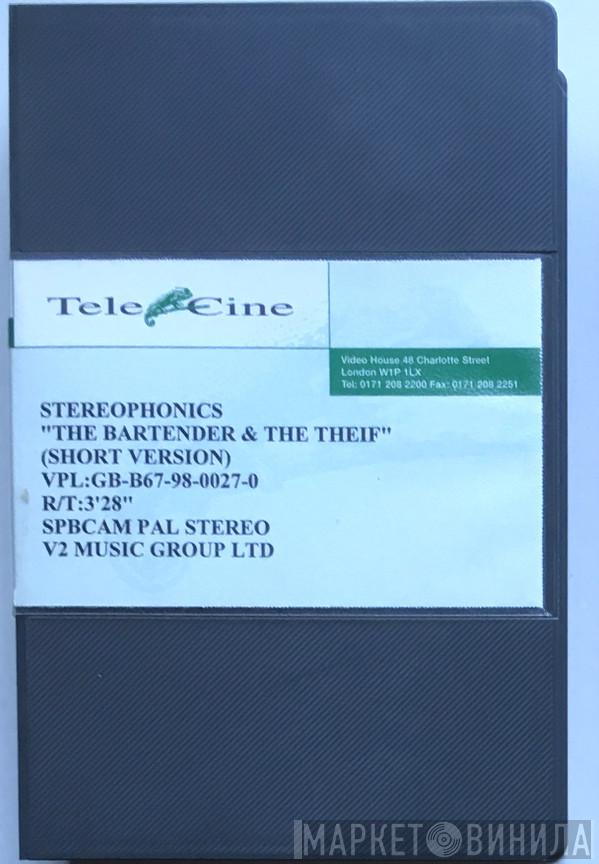 Tele Cine
Video House 48 Charlotte Street
London W1P 1LX
Tel: 0171 208 2200 Fax: 0171 208 2251
STEREOPHONICS
"THE BARTENDER & THE THEIF"
(SHORT VERSION)
VPL:GB-B67-98-0027-0
R/T:3'28"
SPBCAM PAL STEREO
V2 MUSIC GROUP LTD
МАРКЕТ ВИНИЛА